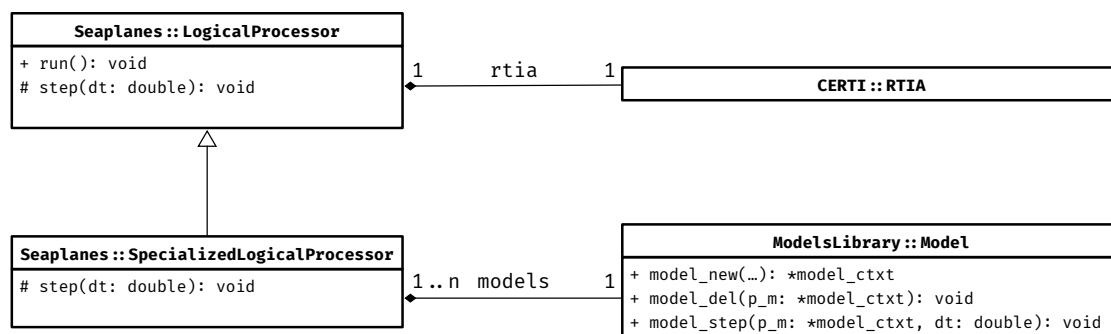 Seaplanes::LogicalProcessor
+ run(): void
# step(dt: double): void
1 rtia 1
CERTI::RTIA
Seaplanes::SpecializedLogicalProcessor
# step(dt: double): void
1..n models 1
ModelsLibrary::Model
+ model_new(…): *model_ctxt
+ model_del(p_m: *model_ctxt): void
+ model_step(p_m: *model_ctxt, dt: double): void